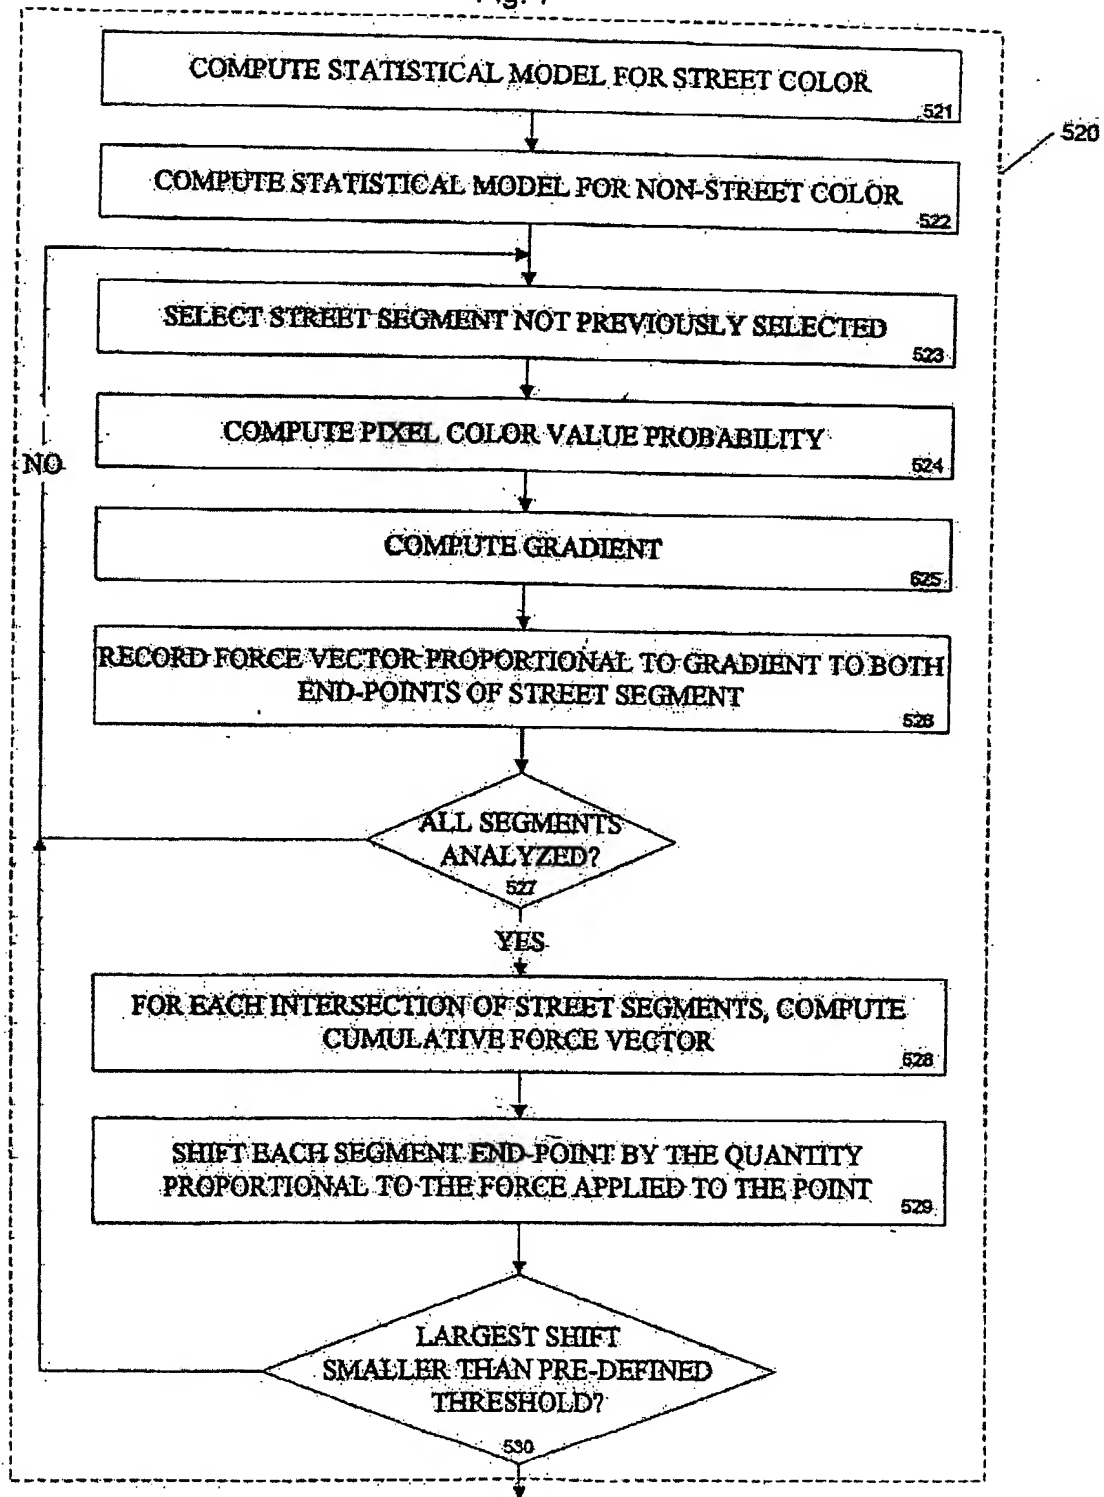 COMPUTE STATISTICAL MODEL FOR STREET COLOR
521
520
COMPUTE STATISTICAL MODEL FOR NON-STREET COLOR
522
SELECT STREET SEGMENT NOT PREVIOUSLY SELECTED
523
COMPUTE PIXEL COLOR VALUE PROBABILITY
524
NO
COMPUTE GRADIENT
525
RECORD FORCE VECTOR PROPORTIONAL TO GRADIENT TO BOTH
END-POINTS OF STREET SEGMENT
526
ALL SEGMENTS
ANALYZED?
527
YES
FOR EACH INTERSECTION OF STREET SEGMENTS, COMPUTE
CUMULATIVE FORCE VECTOR
528
SHIFT EACH SEGMENT END-POINT BY THE QUANTITY
PROPORTIONAL TO THE FORCE APPLIED TO THE POINT
529
LARGEST SHIFT
SMALLER THAN PRE-DEFINED
THRESHOLD?
530